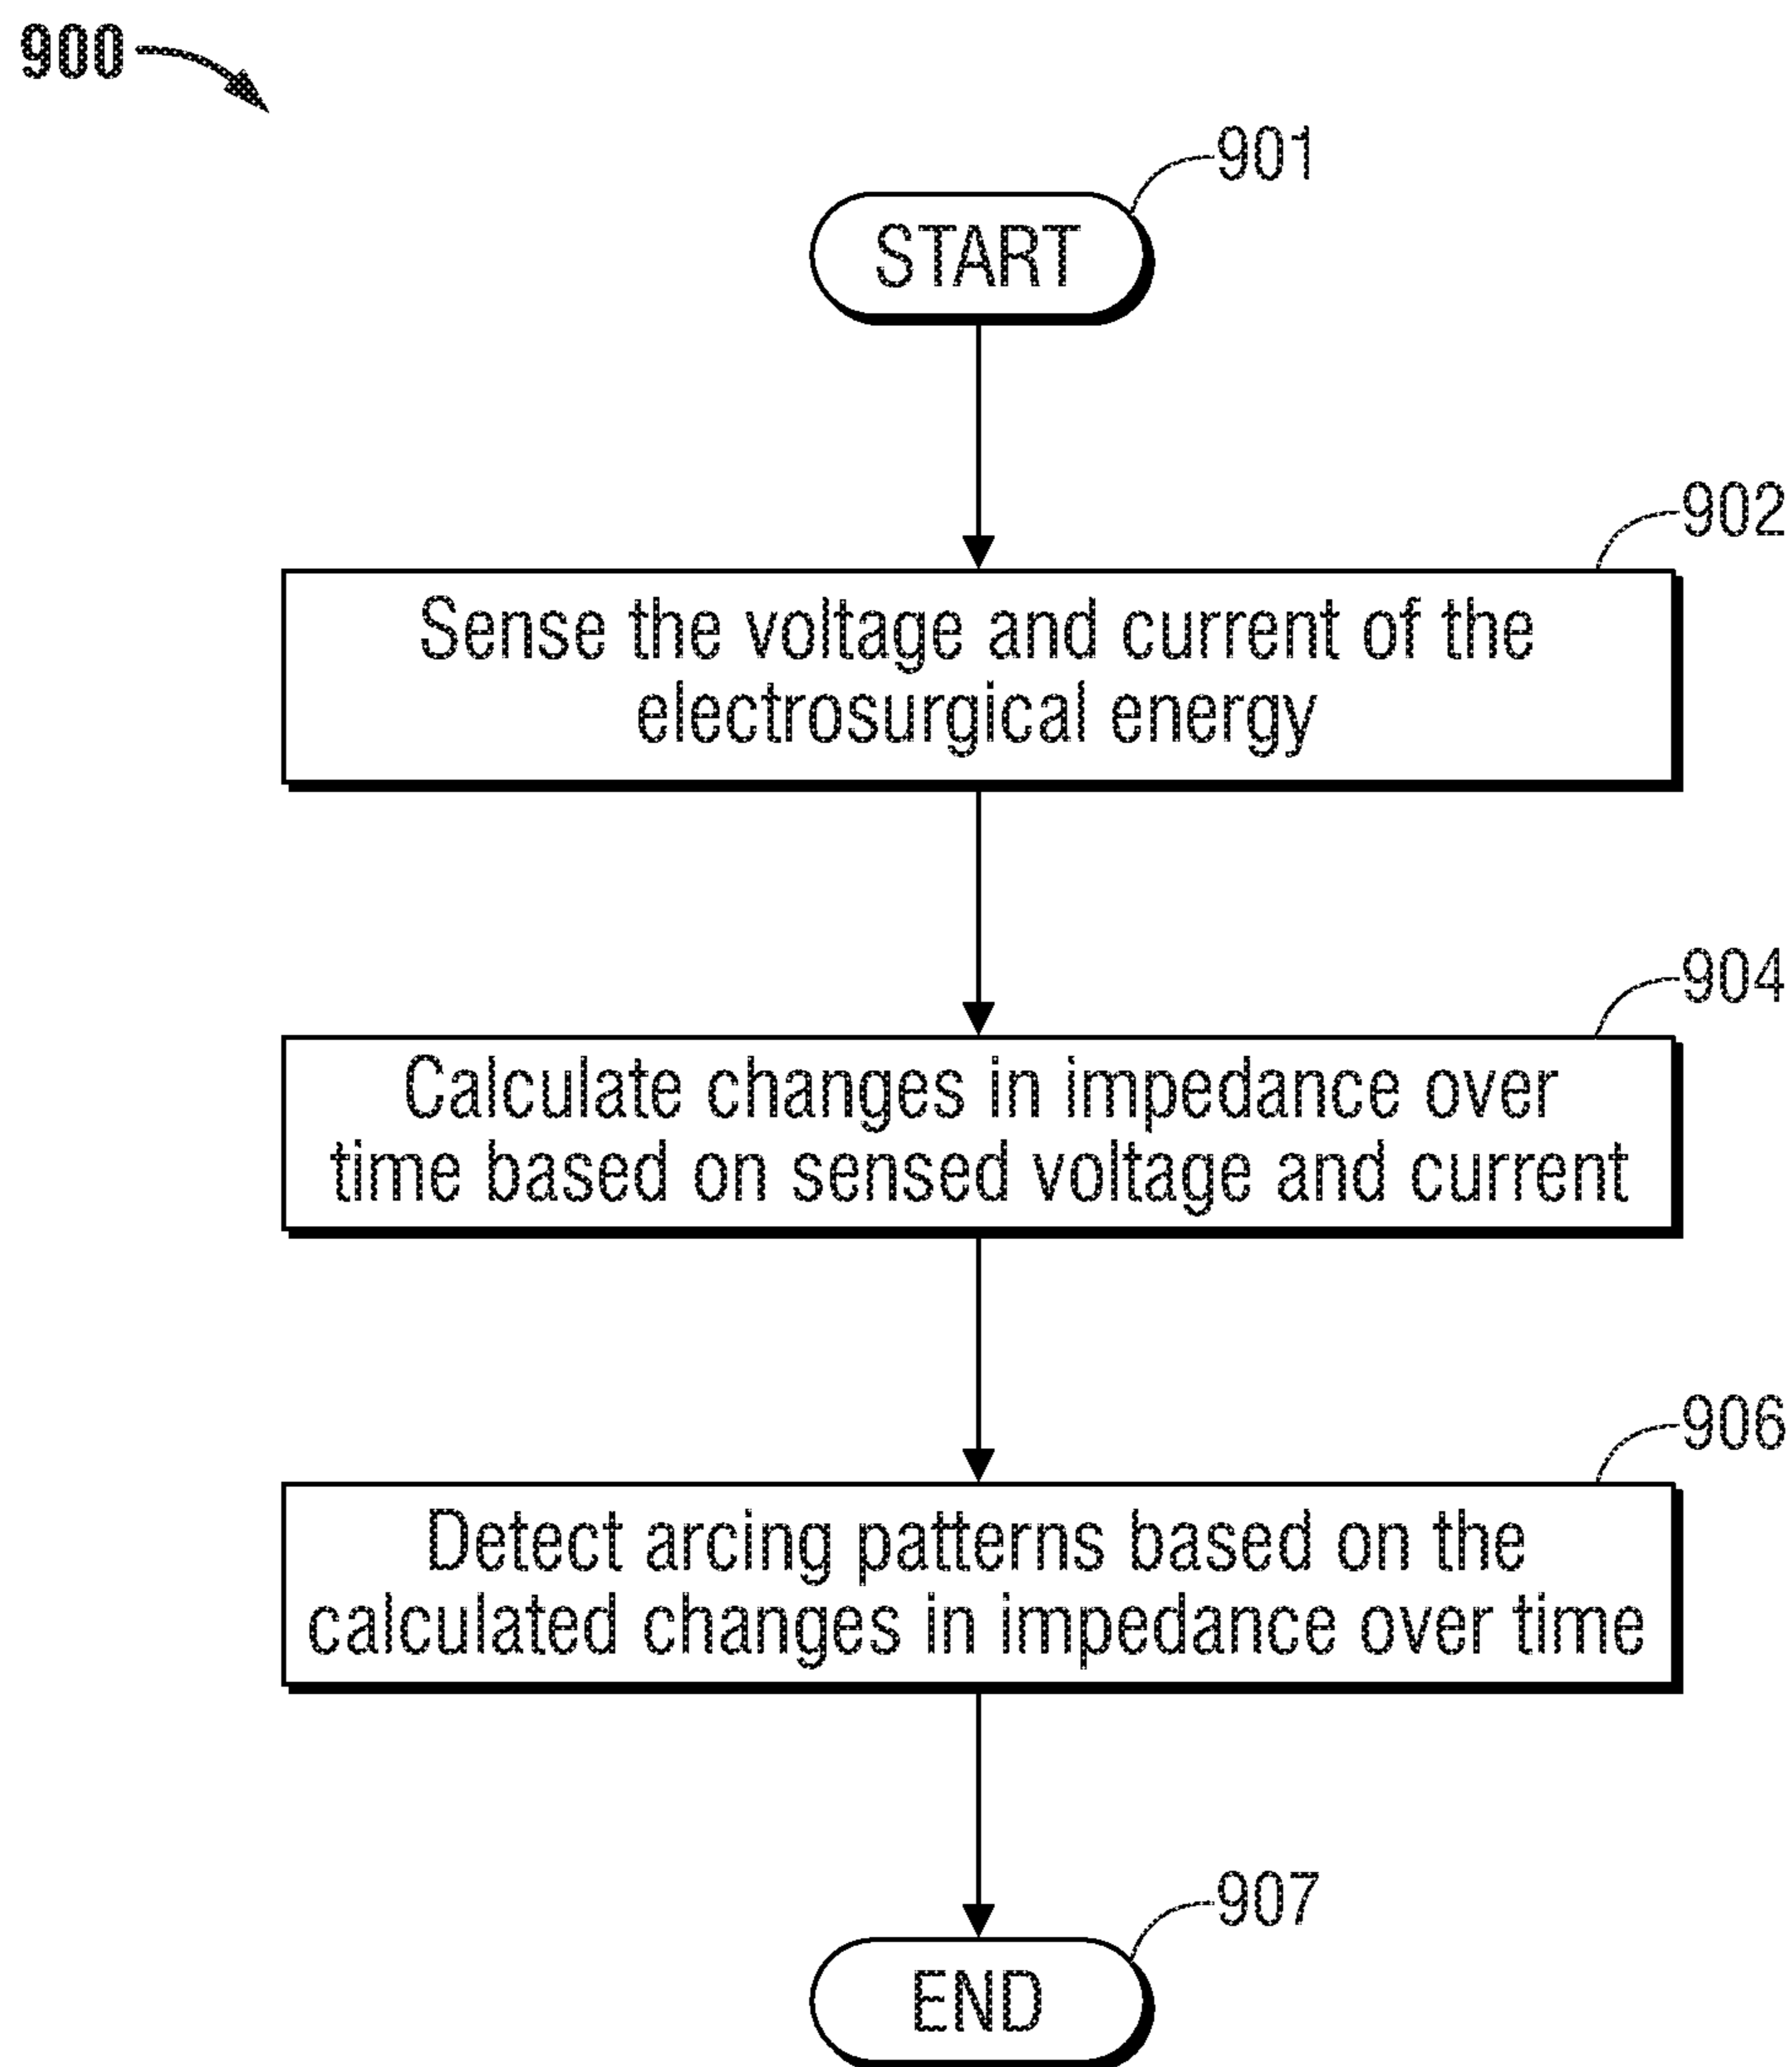 900
901
START
902
Sense the voltage and current of the
electrosurgical energy
904
Calculate changes in impedance over
time based on sensed voltage and current
906
Detect arcing patterns based on the
calculated changes in impedance over time
907
END